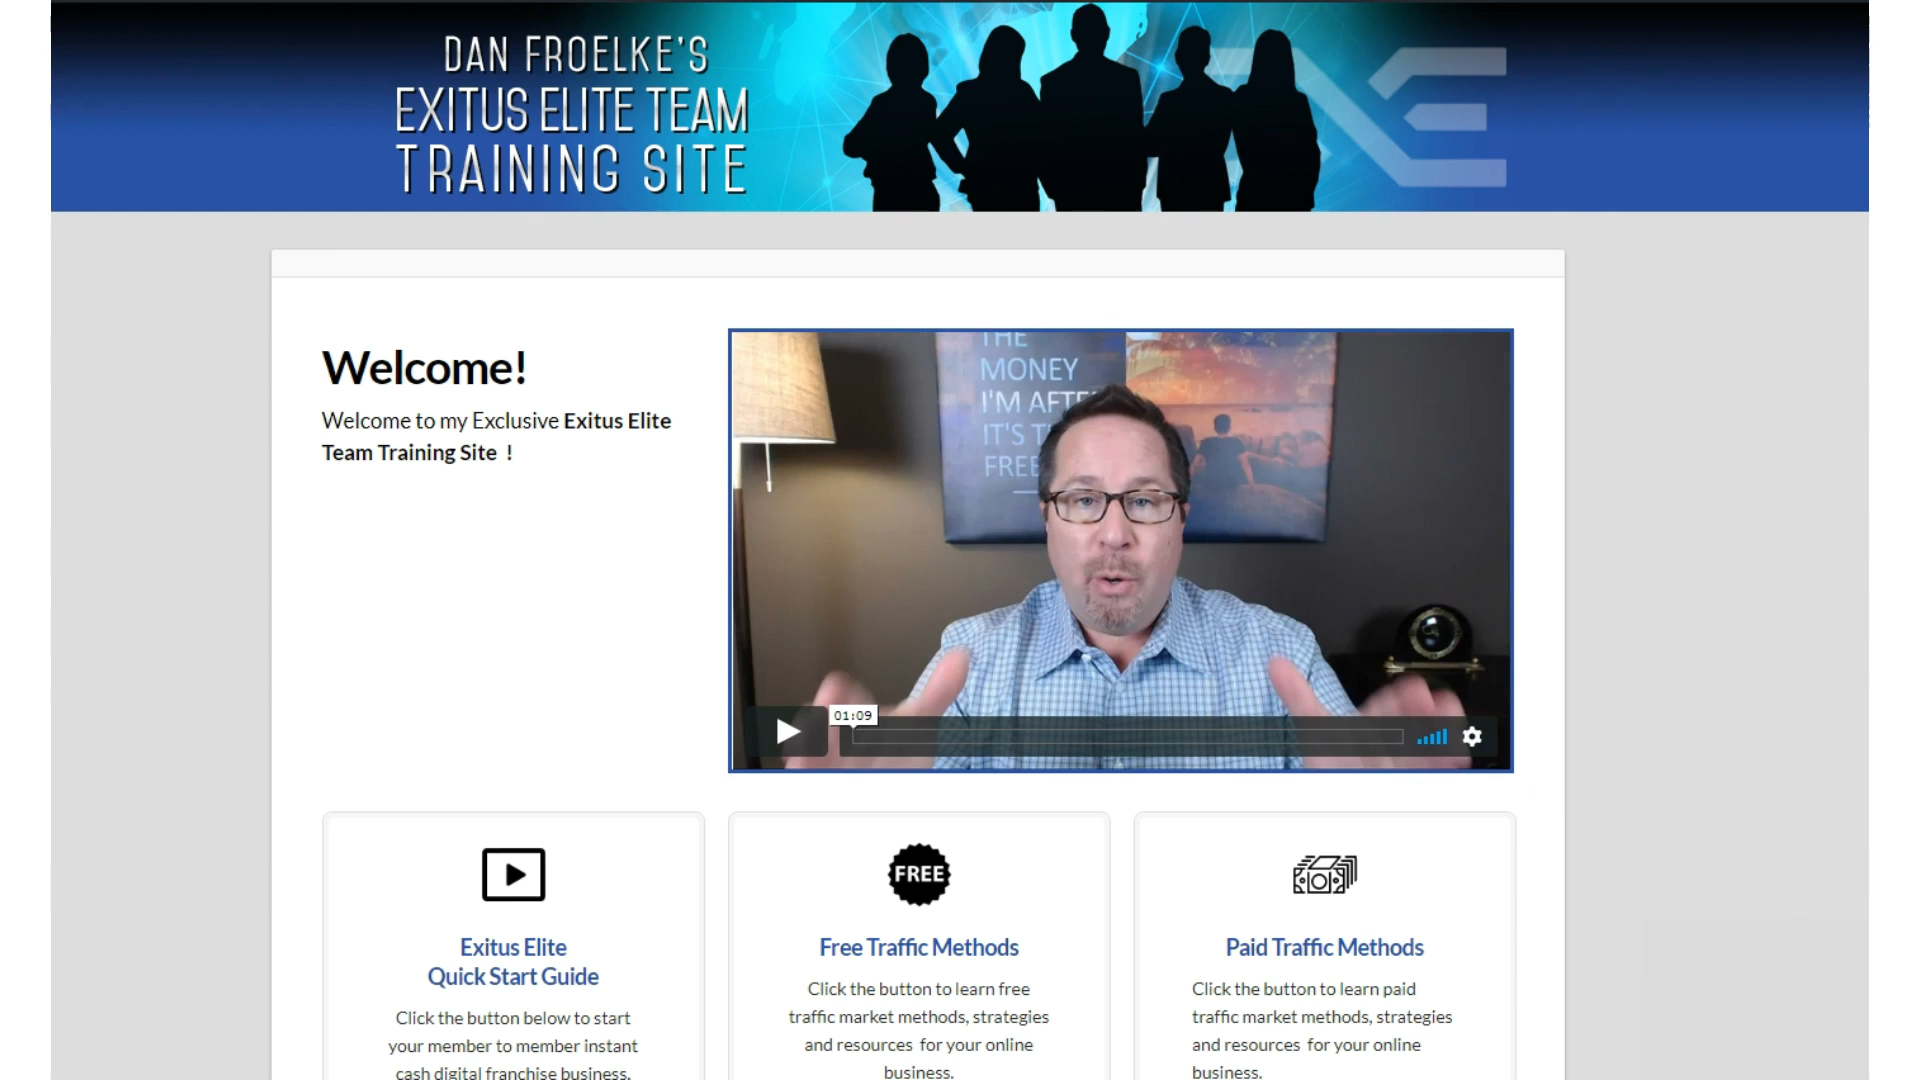 DAN FROELKE'S
EXITUS ELITE TEAM
TRAINING SITE
Welcome!
Welcome to my Exclusive Exitus Elite
Team Training Site !
THE
MONEY
I'M AFTE
IT'S T
FREE
01:09
FREE
Exitus Elite
Quick Start Guide
Click the button below to start
your member to member instant
cash digital franchise business.
Free Traffic Methods
Click the button to learn free
traffic market methods, strategies
and resources for your online
business.
Paid Traffic Methods
Click the button to learn paid
traffic market methods, strategies
and resources for your online
business.